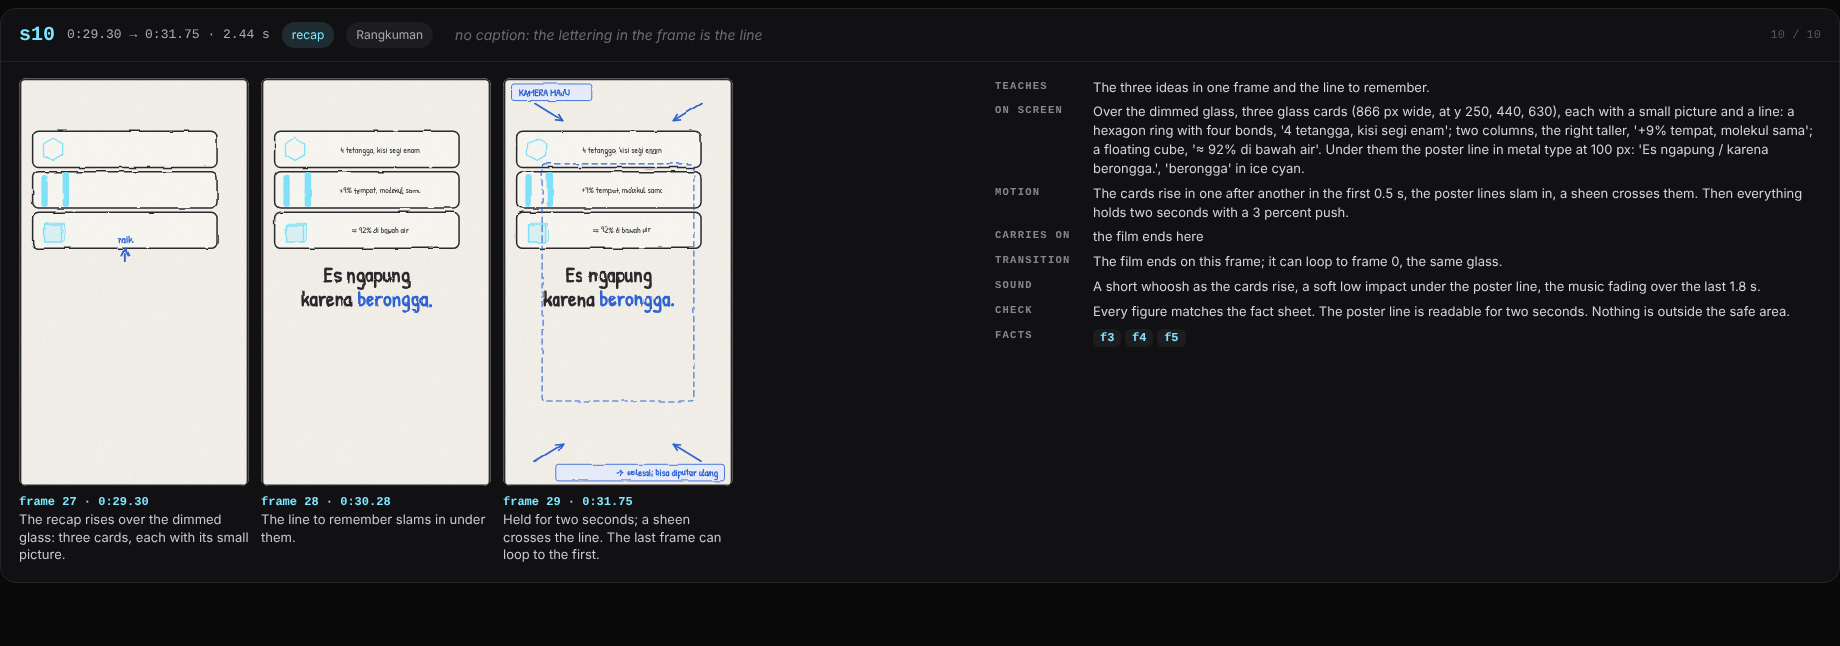 s10 0:29.30 → 0:31.75 · 2.44 s recap Rangkuman no caption: the lettering in the frame is the line 10 / 10
naik
frame 27 · 0:29.30
The recap rises over the dimmed
glass: three cards, each with its small
picture.
4 tetangga, kisi segi enam
+9% tempat, molekul sama
≈ 92% di bawah air
Es ngapung
karena berongga.
frame 28 · 0:30.28
The line to remember slams in under
them.
KAMERA MAJU
4 tetangga, kisi segi enam
+9% tempat, molekul sama
≈ 92% di bawah air
Es ngapung
karena berongga.
→ selesai; bisa diputar ulang
frame 29 · 0:31.75
Held for two seconds; a sheen
crosses the line. The last frame can
loop to the first.
TEACHES The three ideas in one frame and the line to remember.
ON SCREEN Over the dimmed glass, three glass cards (866 px wide, at y 250, 440, 630), each with a small picture and a line: a
hexagon ring with four bonds, '4 tetangga, kisi segi enam'; two columns, the right taller, '+9% tempat, molekul sama';
a floating cube, '≈ 92% di bawah air'. Under them the poster line in metal type at 100 px: 'Es ngapung / karena
berongga.', 'berongga' in ice cyan.
MOTION The cards rise in one after another in the first 0.5 s, the poster lines slam in, a sheen crosses them. Then everything
holds two seconds with a 3 percent push.
CARRIES ON the film ends here
TRANSITION The film ends on this frame; it can loop to frame 0, the same glass.
SOUND A short whoosh as the cards rise, a soft low impact under the poster line, the music fading over the last 1.8 s.
CHECK Every figure matches the fact sheet. The poster line is readable for two seconds. Nothing is outside the safe area.
FACTS f3 f4 f5